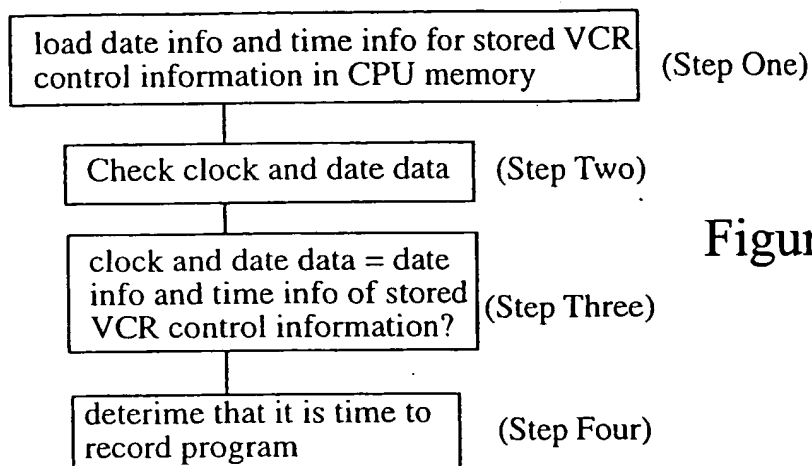 load date info and time info for stored VCR
control information in CPU memory
(Step One)
Check clock and date data
(Step Two)
clock and date data = date
info and time info of stored
VCR control information?
(Step Three)
Figur
deterime that it is time to
record program
(Step Four)